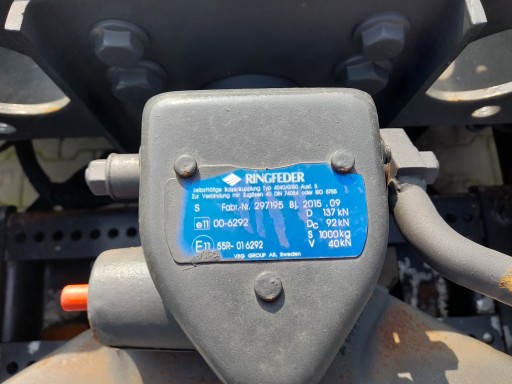 RINGFEDER
Selbsttätige Bolzenkupplung Typ 4040/G150 Ausf. S
Zur Verbindung mit Zugösen 40 DIN 74054 oder ISO 8755
S Fabr.-Nr. 297195 Bj. 2015.09
D 137 kN
e11 00-6292 Dc 92 kN
S 1000 kg
E11 55R-016292 V 40 kN
VBG GROUP AB, Sweden